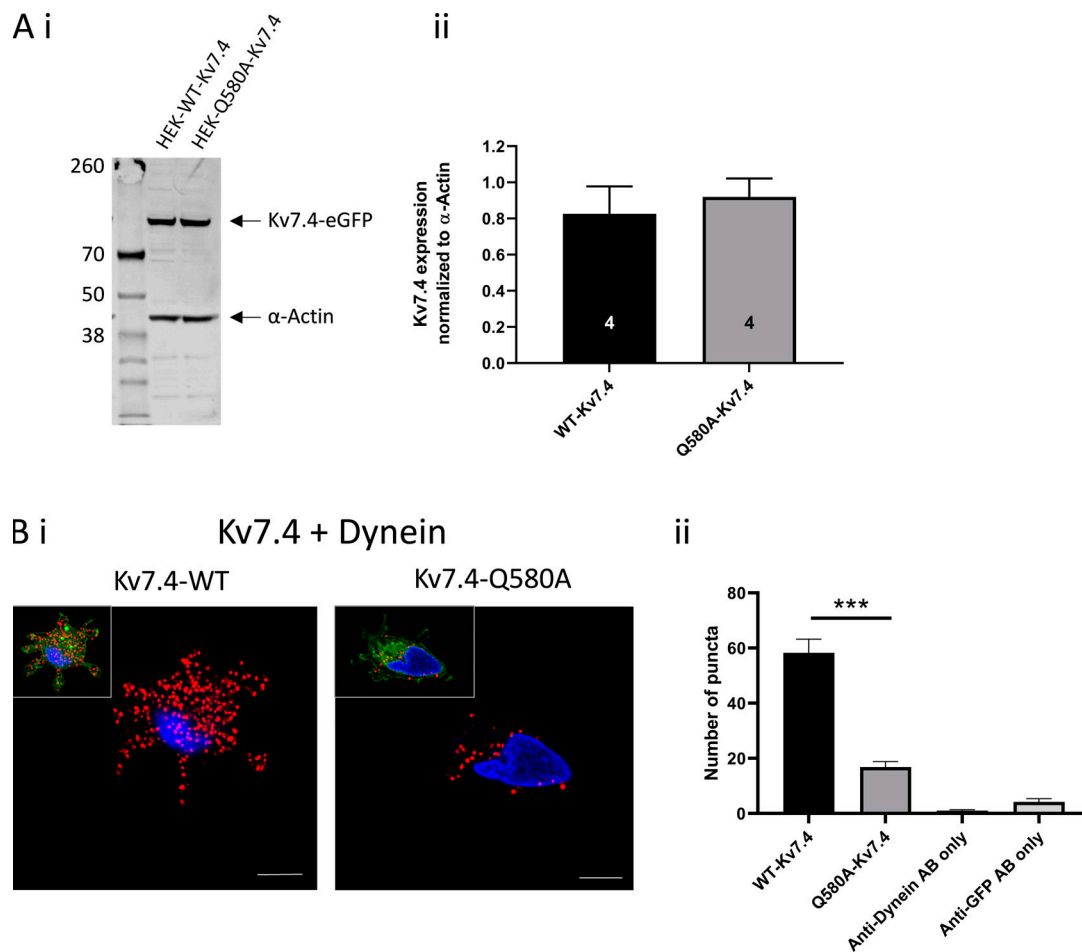 A i
HEK-WT-Kv7.4
HEK-Q580A-Kv7.4
260
70
50
38
Kv7.4-eGFP
α-Actin
ii
Kv7.4 expression
normalized to α-Actin
1.2
1.0
0.8
0.6
0.4
0.2
0.0
4
4
WT-Kv7.4
Q580A-Kv7.4
B i
Kv7.4 + Dynein
Kv7.4-WT
Kv7.4-Q580A
ii
Number of puncta
80
60
40
20
0
***
WT-Kv7.4
Q580A-Kv7.4
Anti-Dynein AB only
Anti-GFP AB only